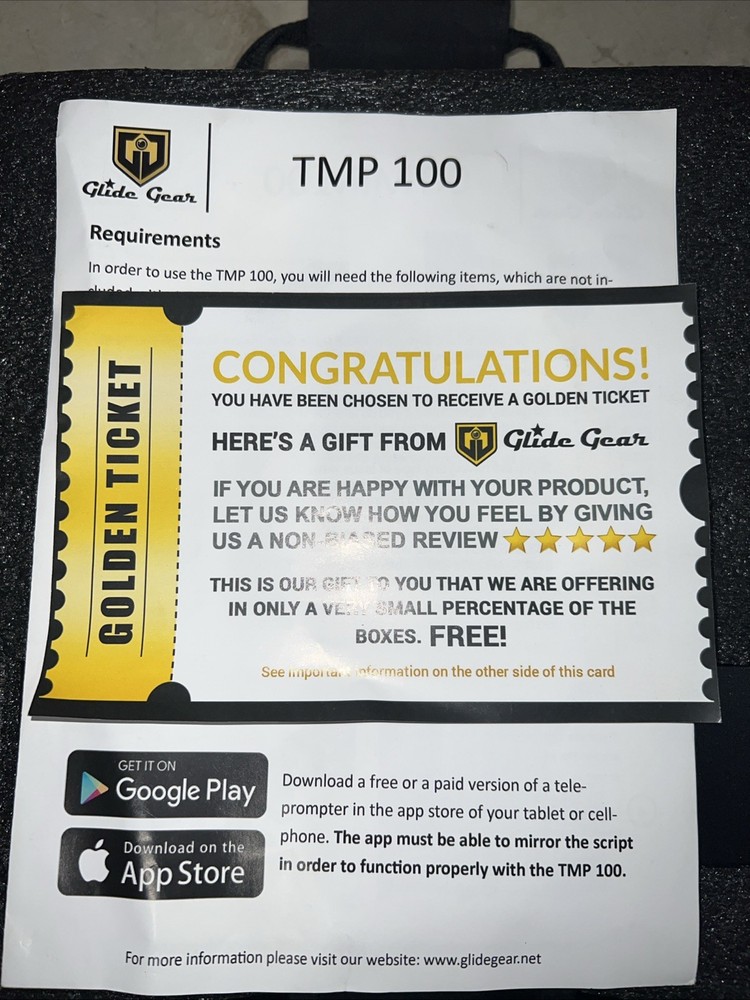 Glide Gear
TMP 100
Requirements
In order to use the TMP 100, you will need the following items, which are not in-
GOLDEN TICKET
CONGRATULATIONS!
YOU HAVE BEEN CHOSEN TO RECEIVE A GOLDEN TICKET
HERE'S A GIFT FROM Glide Gear
IF YOU ARE HAPPY WITH YOUR PRODUCT,
LET US KNOW HOW YOU FEEL BY GIVING
US A NON-BIASED REVIEW
THIS IS OUR GIFT TO YOU THAT WE ARE OFFERING
IN ONLY A VERY SMALL PERCENTAGE OF THE
BOXES. FREE!
See important information on the other side of this card
GET IT ON
Google Play
Download on the
App Store
Download a free or a paid version of a tele-
prompter in the app store of your tablet or cell-
phone. The app must be able to mirror the script
in order to function properly with the TMP 100.
For more information please visit our website: www.glidegear.net